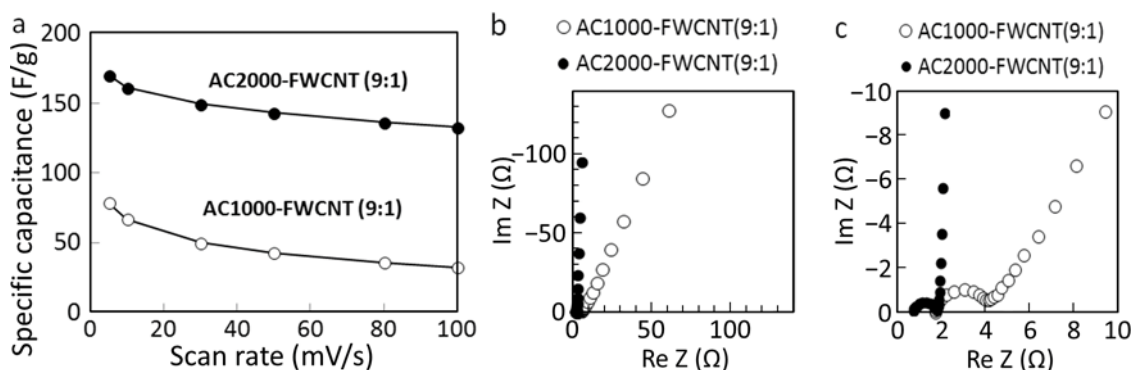 a
Specific capacitance (F/g)
200
150
100
50
0
AC2000-FWCNT (9:1)
AC1000-FWCNT (9:1)
0 20 40 60 80 100
Scan rate (mV/s)
b
AC1000-FWCNT(9:1)
AC2000-FWCNT(9:1)
Im Z (Ω)
−100
−50
0
0 50 100
Re Z (Ω)
c
AC1000-FWCNT(9:1)
AC2000-FWCNT(9:1)
Im Z (Ω)
−10
−8
−6
−4
−2
0
0 2 4 6 8 10
Re Z (Ω)